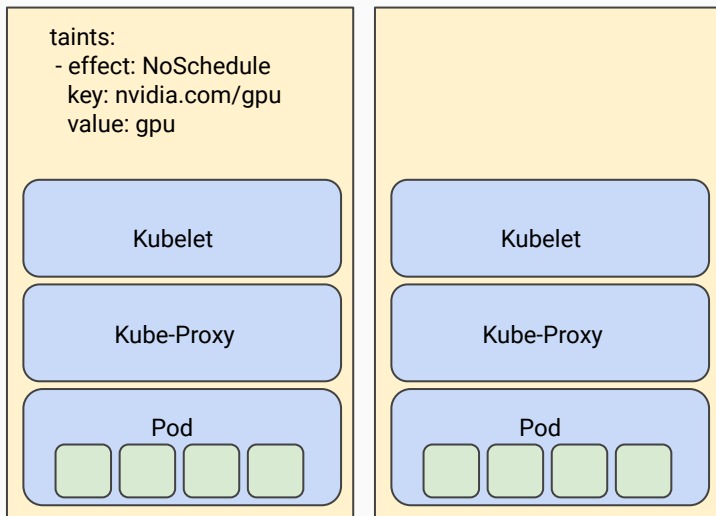 taints:
- effect: NoSchedule
key: nvidia.com/gpu
value: gpu
Kubelet
Kube-Proxy
Pod
Kubelet
Kube-Proxy
Pod